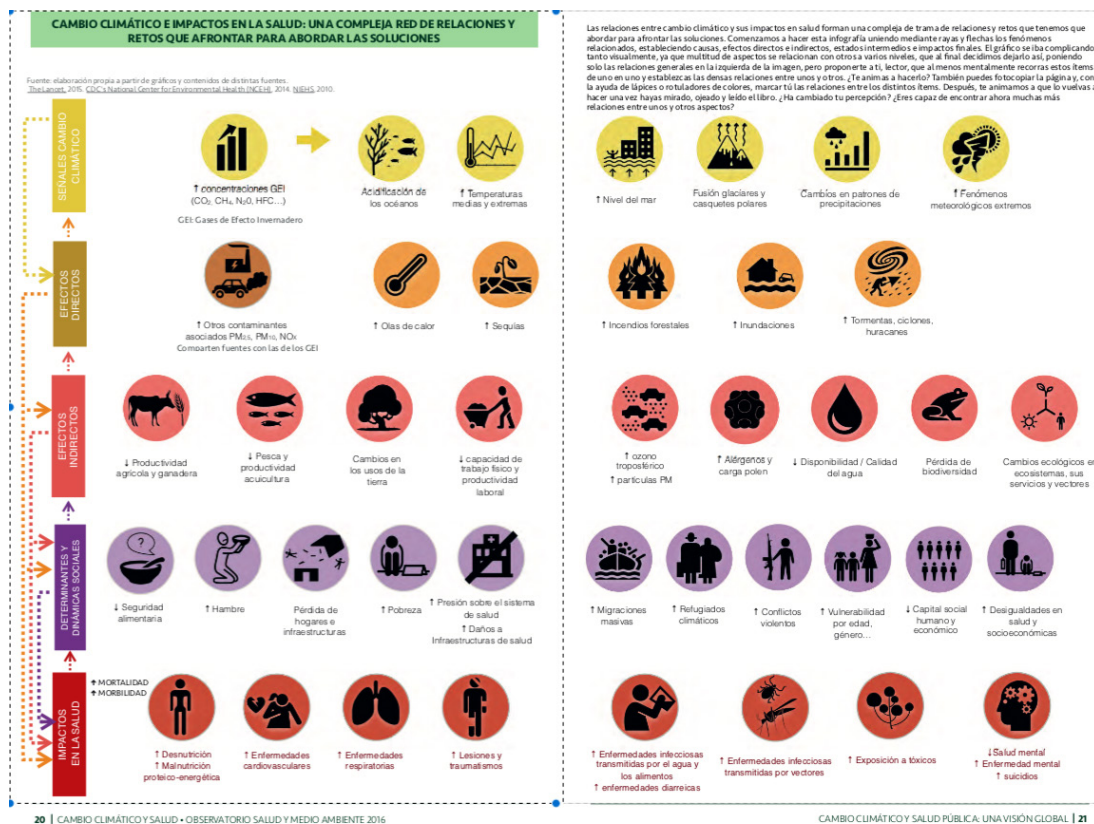 CAMBIO CLIMÁTICO E IMPACTOS EN LA SALUD: UNA COMPLEJA RED DE RELACIONES Y
RETOS QUE AFRONTAR PARA ABORDAR LAS SOLUCIONES
Fuente: elaboración propia a partir de gráficos y contenidos de distintas fuentes.
The Lancet, 2015. CDC's National Center for Environmental Health (NCEH), 2014. NIEHS, 2010.
Las relaciones entre cambio climático y sus impactos en salud forman una compleja de trama de relaciones y retos que tenemos que
abordar para afrontar las soluciones. Comenzamos a hacer esta infografía uniendo mediante rayas y flechas los fenómenos
relacionados, estableciendo causas, efectos directos e indirectos, estados intermedios e impactos finales. El gráfico se iba complicando
tanto visualmente, ya que multitud de aspectos se relacionan con otros a varios niveles, que al final decidimos dejarlo así, poniendo
solo las relaciones generales en la izquierda de la imagen, pero proponerte a ti, lector, que al menos mentalmente recorras estos ítems
de uno en uno y establezcas las densas relaciones entre unos y otros. ¿Te animas a hacerlo? También puedes fotocopiar la página y, con
la ayuda de lápices o rotuladores de colores, marcar tú las relaciones entre los distintos ítems. Después, te animamos a que lo vuelvas a
hacer una vez hayas mirado, ojeado y leído el libro. ¿Ha cambiado tu percepción? ¿Eres capaz de encontrar ahora muchas más
relaciones entre unos y otros aspectos?
SEÑALES CAMBIO
CLIMÁTICO
↑ concentraciones GEI
(CO₂, CH₄, N₂O, HFC...)
GEI: Gases de Efecto Invernadero
Acidificación de
los océanos
↑ Temperaturas
medias y extremas
↑ Nivel del mar
Fusión glaciares y
casquetes polares
Cambios en patrones de
precipitaciones
↑ Fenómenos
meteorológicos extremos
EFECTOS
DIRECTOS
↑ Otros contaminantes
asociados PM₀.₅, PM₁₀, NOx
Comparten fuentes con las de los GEI
↑ Olas de calor
↑ Sequías
↑ Incendios forestales
↑ Inundaciones
↑ Tormentas, ciclones,
huracanes
EFECTOS
INDIRECTOS
↓ Productividad
agrícola y ganadera
↓ Pesca y
productividad
acuicultura
Cambios en
los usos de la
tierra
↓ capacidad de
trabajo físico y
productividad
laboral
↑ ozono
troposférico
↑ partículas PM
↑ Alérgenos y
carga polen
↓ Disponibilidad / Calidad
del agua
Pérdida de
biodiversidad
Cambios ecológicos en
ecosistemas, sus
servicios y vectores
DETERMINANTES Y
DINÁMICAS SOCIALES
?
↓ Seguridad
alimentaria
↑ Hambre
Pérdida de
hogares e
infraestructuras
↑ Pobreza
↑ Presión sobre el sistema
de salud
↑ Daños a
Infraestructuras de salud
↑ Migraciones
masivas
↑ Refugiados
climáticos
↑ Conflictos
violentos
↑ Vulnerabilidad
por edad,
género...
↓ Capital social
humano y
económico
↑ Desigualdades en
salud y
socioeconómicas
IMPACTOS
EN LA SALUD
↑ MORTALIDAD
↑ MORBILIDAD
↑ Desnutrición
↑ Malnutrición
proteico-energética
↑ Enfermedades
cardiovasculares
↑ Enfermedades
respiratorias
↑ Lesiones y
traumatismos
↑ Enfermedades infecciosas
transmitidas por el agua y
los alimentos
↑ enfermedades diarreicas
↑ Enfermedades infecciosas
transmitidas por vectores
↑ Exposición a tóxicos
↓Salud mental
↑ Enfermedad mental
↑ suicidios
20 | CAMBIO CLIMÁTICO Y SALUD • OBSERVATORIO SALUD Y MEDIO AMBIENTE 2016
CAMBIO CLIMÁTICO Y SALUD PÚBLICA: UNA VISIÓN GLOBAL | 21